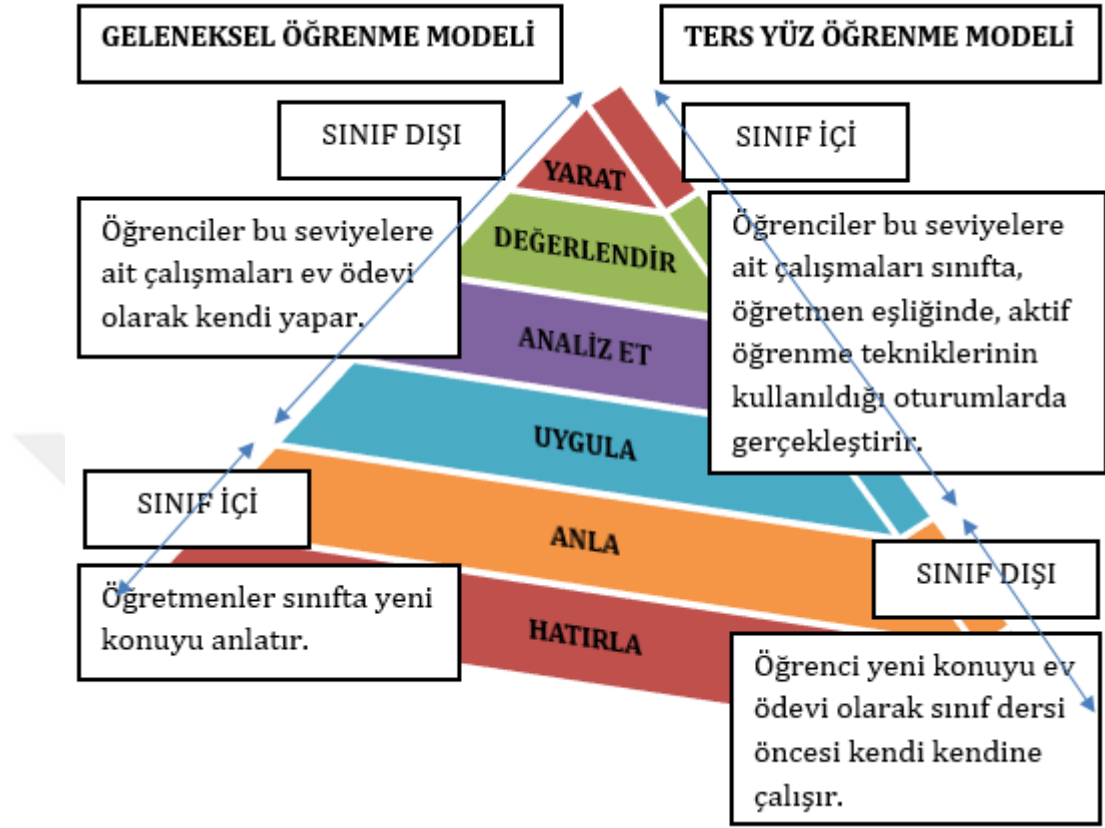 GELENEKSEL ÖĞRENME MODELİ
TERS YÜZ ÖĞRENME MODELİ
SINIF DIŞI
SINIF İÇİ
YARAT
Öğrenciler bu seviyelere
ait çalışmaları ev ödevi
olarak kendi yapar.
DEĞERLENDİR
Öğrenciler bu seviyelere
ait çalışmaları sınıfta,
öğretmen eşliğinde, aktif
öğrenme tekniklerinin
kullanıldığı oturumlarda
gerçekleştirir.
ANALİZ ET
UYGULA
SINIF İÇİ
ANLA
SINIF DIŞI
Öğretmenler sınıfta yeni
konuyu anlatır.
HATIRLA
Öğrenci yeni konuyu ev
ödevi olarak sınıf dersi
öncesi kendi kendine
çalışır.